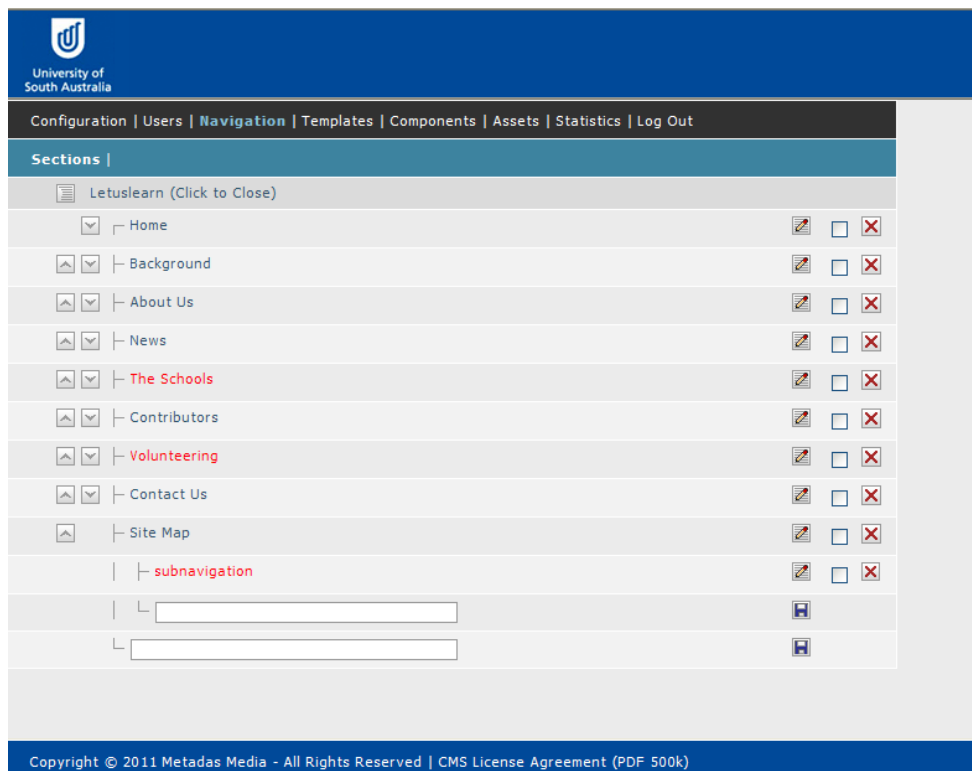 University of
South Australia
Configuration | Users | Navigation | Templates | Components | Assets | Statistics | Log Out
Sections |
Letuslearn (Click to Close)
Home
Background
About Us
News
The Schools
Contributors
Volunteering
Contact Us
Site Map
subnavigation
Copyright © 2011 Metadas Media - All Rights Reserved | CMS License Agreement (PDF 500k)